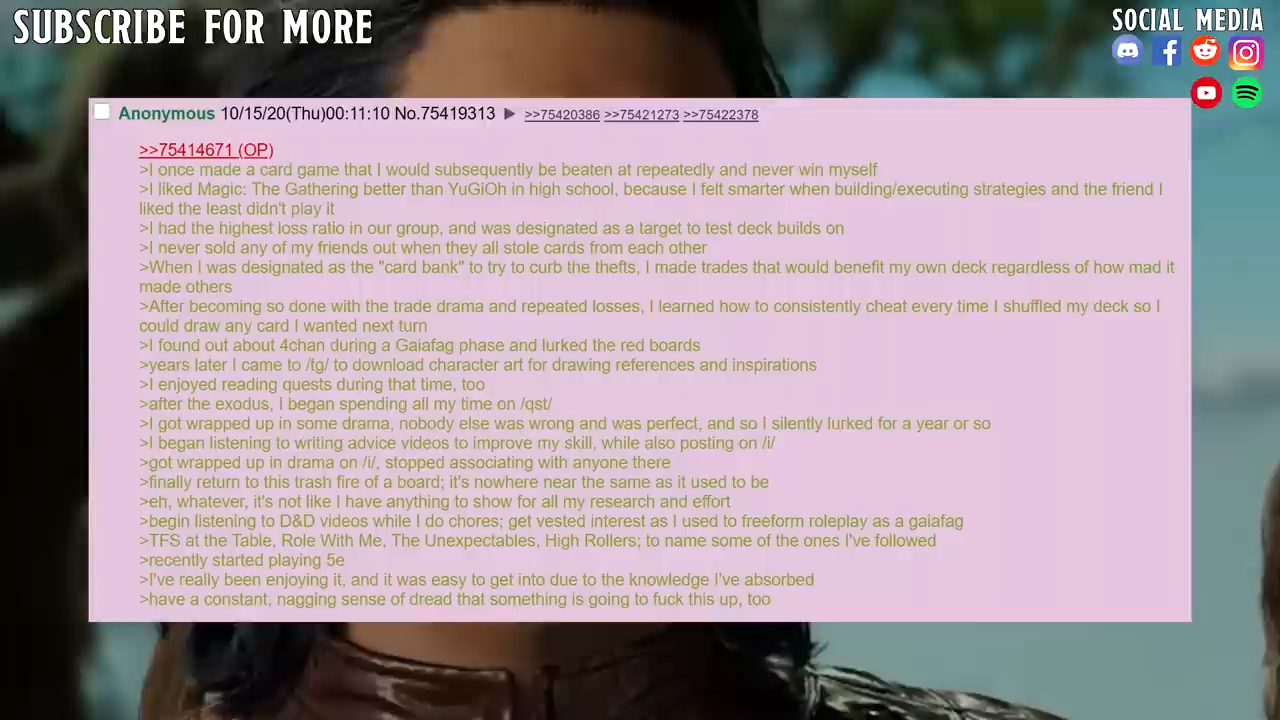 SUBSCRIBE FOR MORE
SOCIAL MEDIA
Anonymous 10/15/20(Thu)00:11:10 No.75419313 ▶ >>75420386 >>75421273 >>75422378
>>75414671 (OP)
>I once made a card game that I would subsequently be beaten at repeatedly and never win myself
>I liked Magic: The Gathering better than YuGiOh in high school, because I felt smarter when building/executing strategies and the friend I
liked the least didn't play it
>I had the highest loss ratio in our group, and was designated as a target to test deck builds on
>I never sold any of my friends out when they all stole cards from each other
>When I was designated as the "card bank" to try to curb the thefts, I made trades that would benefit my own deck regardless of how mad it
made others
>After becoming so done with the trade drama and repeated losses, I learned how to consistently cheat every time I shuffled my deck so I
could draw any card I wanted next turn
>I found out about 4chan during a Gaiafag phase and lurked the red boards
>years later I came to /tg/ to download character art for drawing references and inspirations
>I enjoyed reading quests during that time, too
>after the exodus, I began spending all my time on /qst/
>I got wrapped up in some drama, nobody else was wrong and was perfect, and so I silently lurked for a year or so
>I began listening to writing advice videos to improve my skill, while also posting on /i/
>got wrapped up in drama on /i/, stopped associating with anyone there
>finally return to this trash fire of a board; it's nowhere near the same as it used to be
>eh, whatever, it's not like I have anything to show for all my research and effort
>begin listening to D&D videos while I do chores; get vested interest as I used to freeform roleplay as a gaiafag
>TFS at the Table, Role With Me, The Unexpectables, High Rollers; to name some of the ones I've followed
>recently started playing 5e
>I've really been enjoying it, and it was easy to get into due to the knowledge I've absorbed
>have a constant, nagging sense of dread that something is going to fuck this up, too